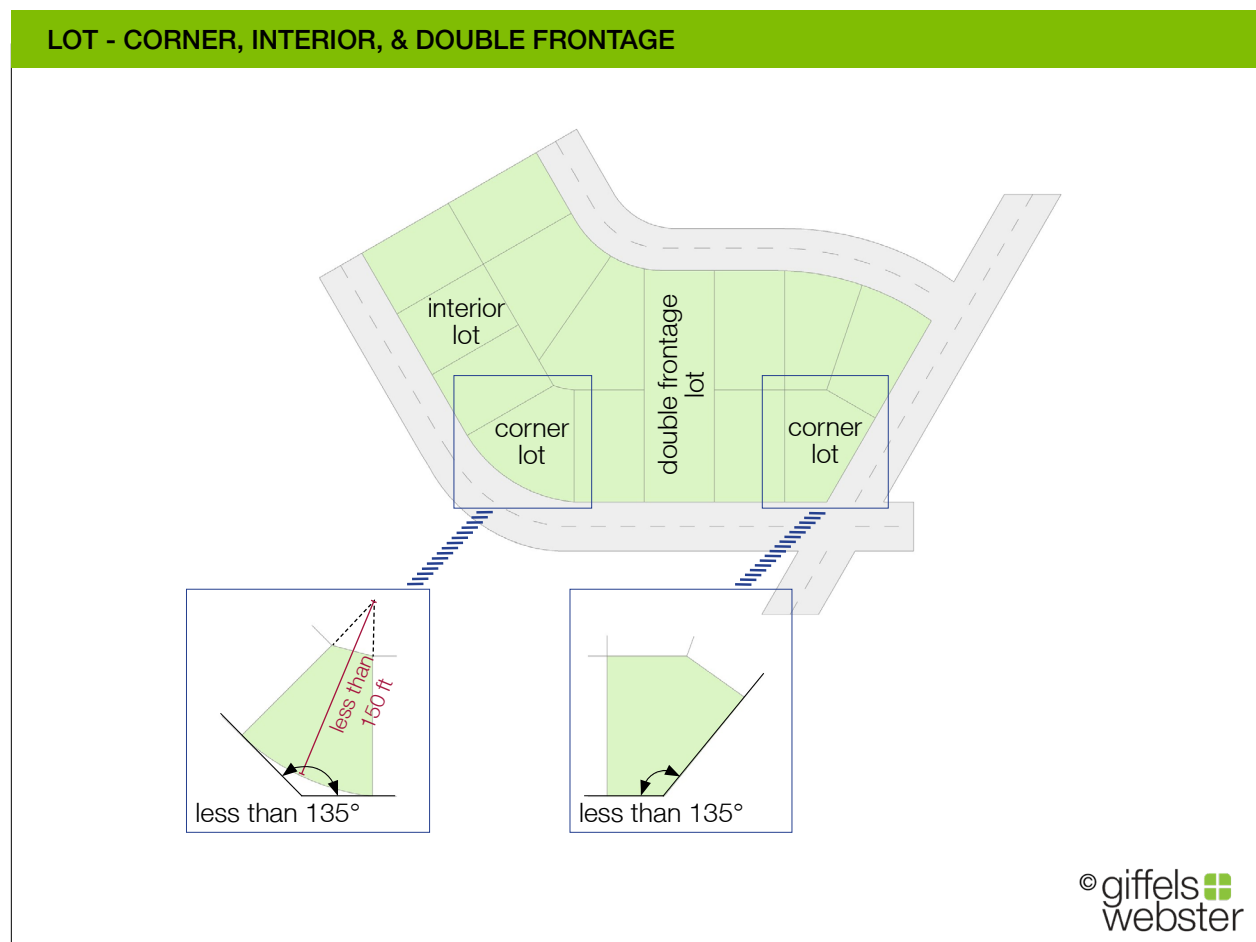 LOT - CORNER, INTERIOR, & DOUBLE FRONTAGE
interior
lot
double frontage
lot
corner
lot
corner
lot
less than
150 ft
less than 135°
less than 135°
© giffels
webster